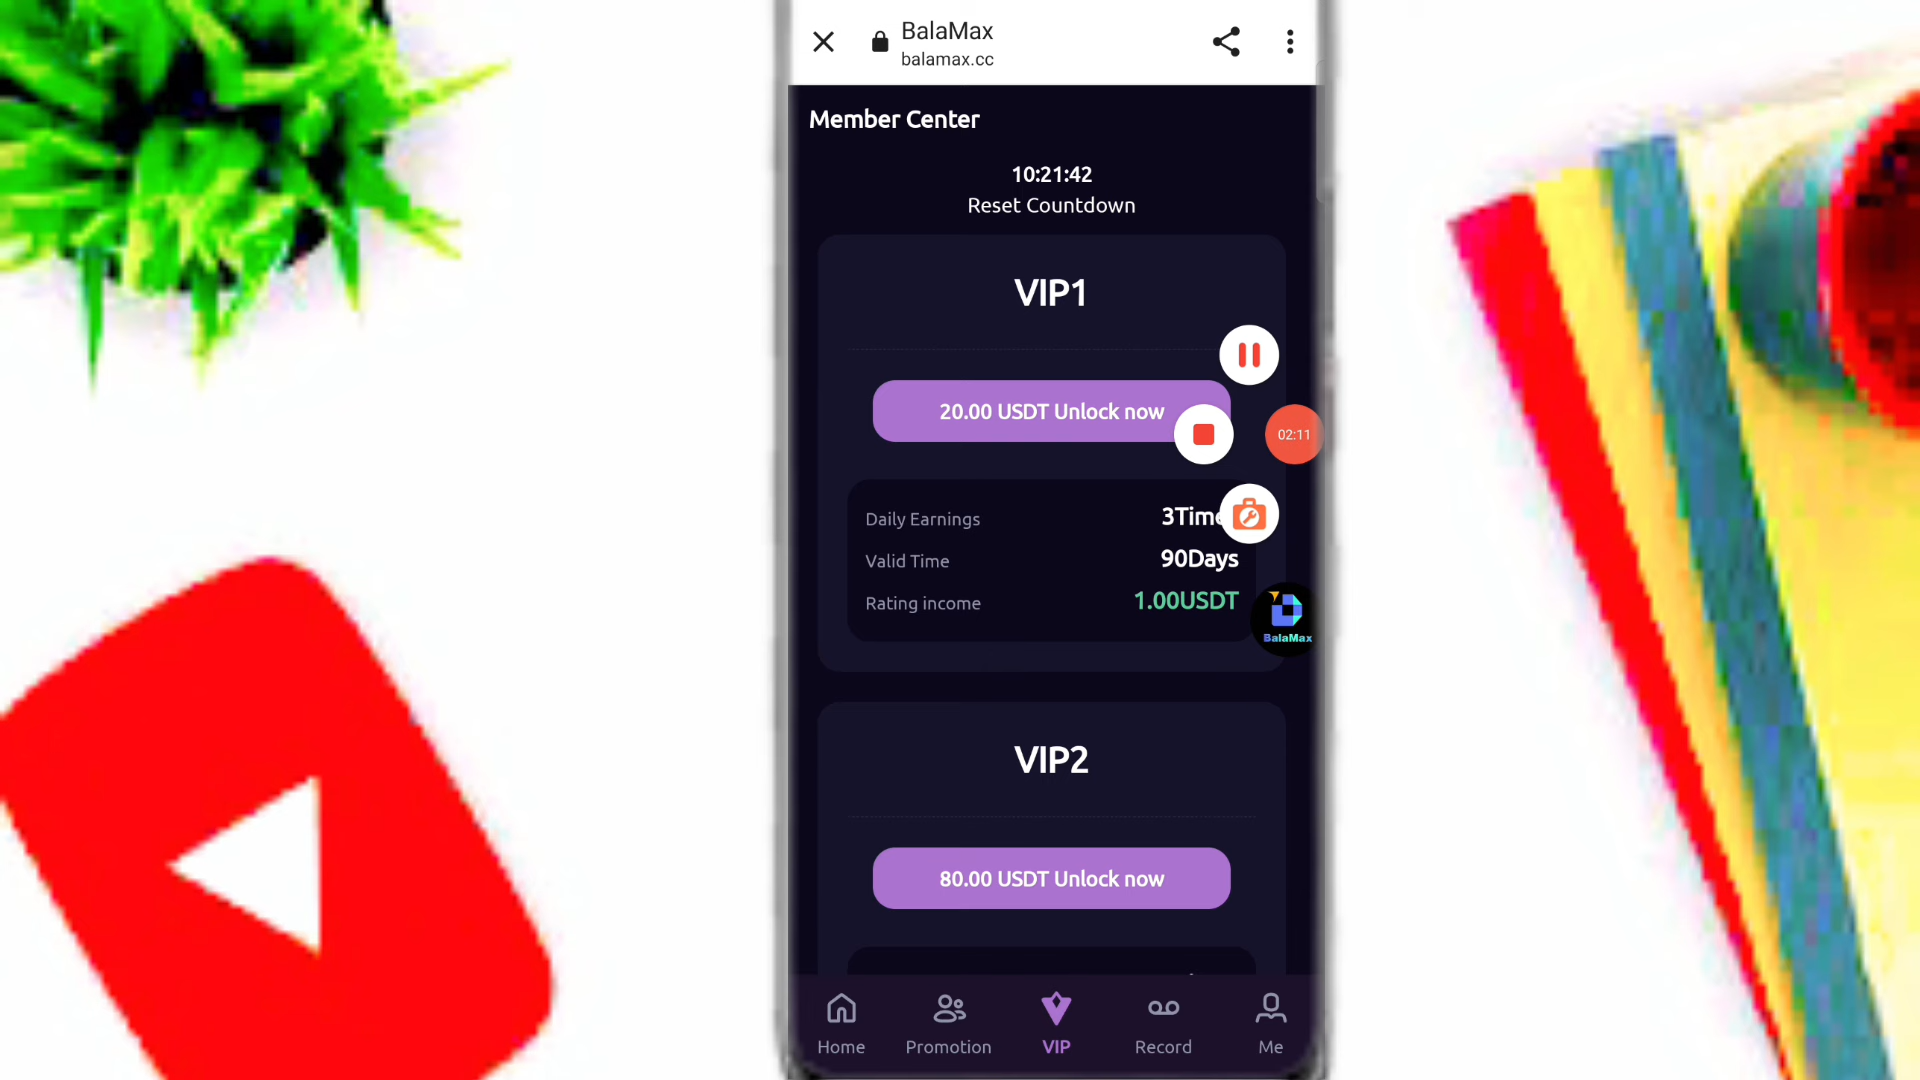 BalaMax
balamax.cc
Member Center
10:21:42
Reset Countdown
VIP1
20.00 USDT Unlock now
02:11
Daily Earnings
3Time
Valid Time
90Days
Rating income
1.00USDT
BalaMax
VIP2
80.00 USDT Unlock now
Home
Promotion
VIP
Record
Me